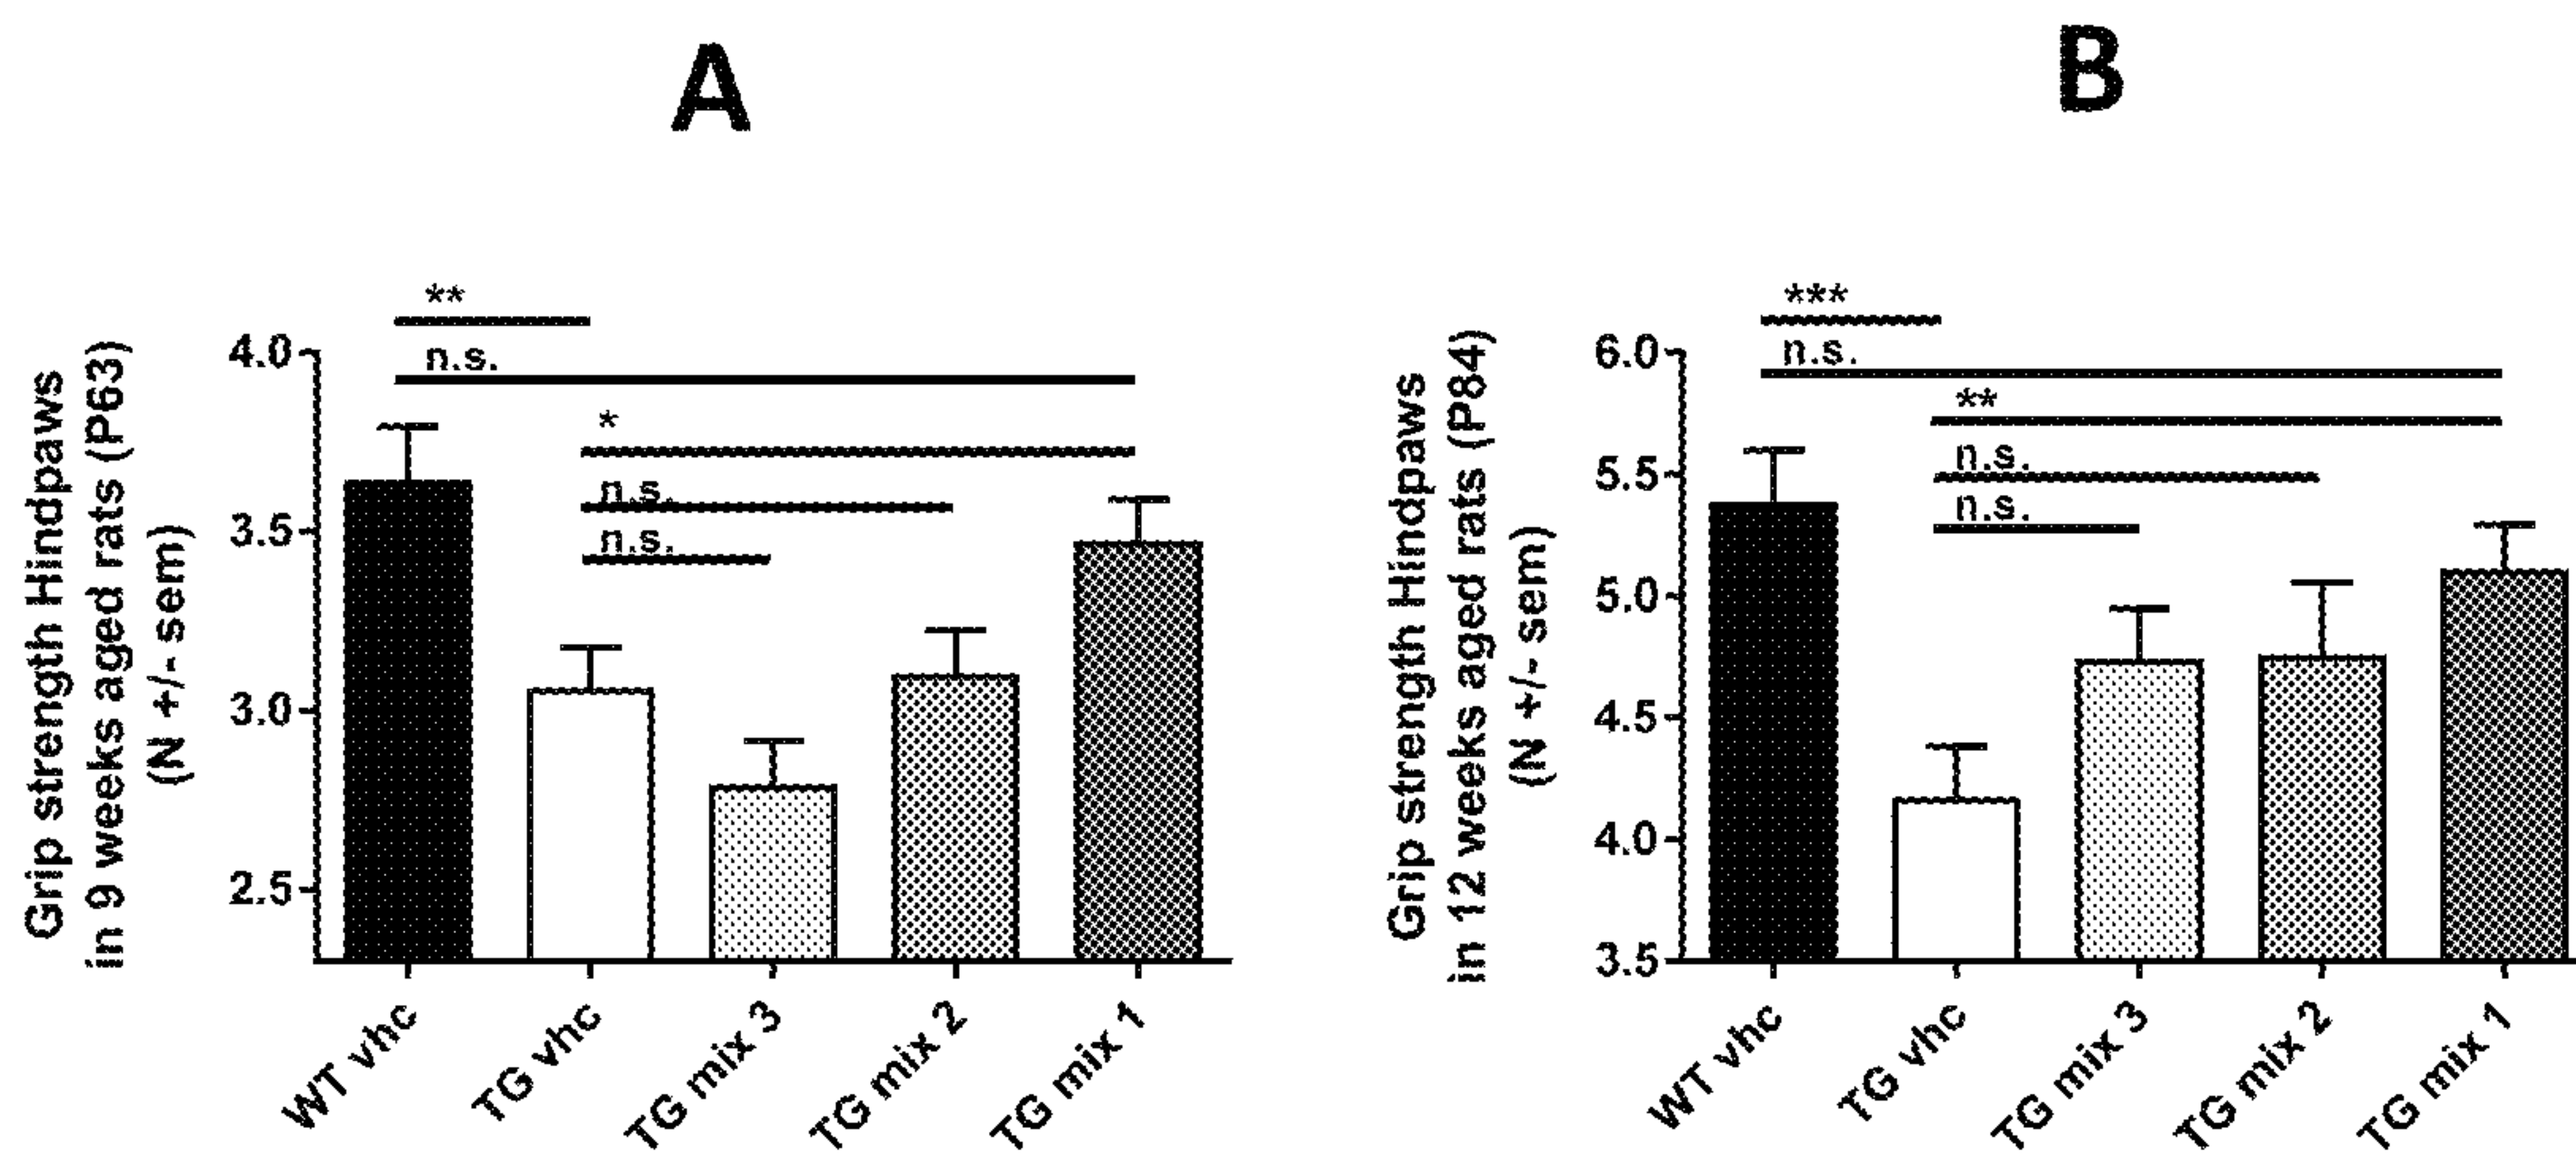 A
Grip strength Hindpaws
in 9 weeks aged rats (P63)
(N +/- sem)
4.0
3.5
3.0
2.5
**
n.s.
*
n.s.
n.s.
WT vhc
TG vhc
TG mix 3
TG mix 2
TG mix 1
B
Grip strength Hindpaws
in 12 weeks aged rats (P84)
(N +/- sem)
6.0
5.5
5.0
4.5
4.0
3.5
***
n.s.
**
n.s.
n.s.
WT vhc
TG vhc
TG mix 3
TG mix 2
TG mix 1